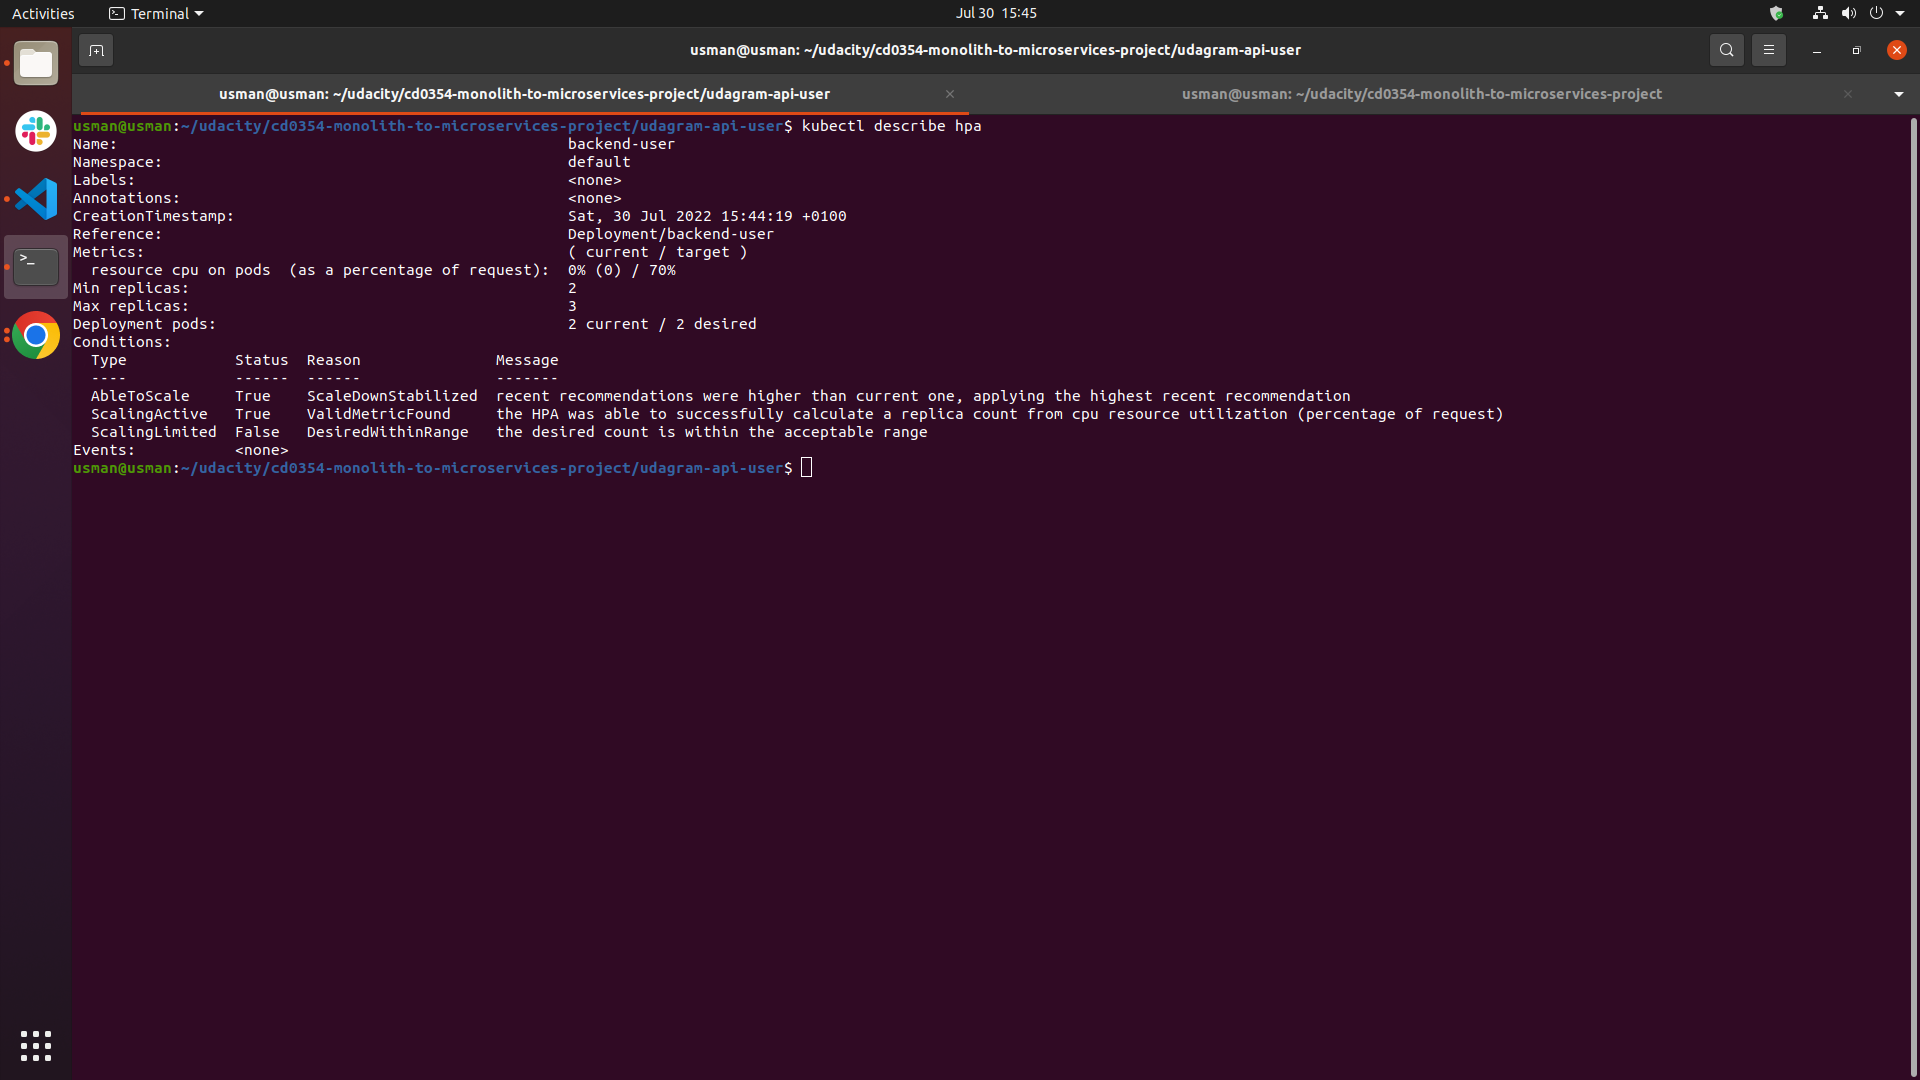 Activities
Terminal
Jul 30 15:45
usman@usman: ~/udacity/cd0354-monolith-to-microservices-project/udagram-api-user
usman@usman: ~/udacity/cd0354-monolith-to-microservices-project/udagram-api-user
usman@usman: ~/udacity/cd0354-monolith-to-microservices-project
usman@usman:~/udacity/cd0354-monolith-to-microservices-project/udagram-api-user$ kubectl describe hpa
Name: backend-user
Namespace: default
Labels: <none>
Annotations: <none>
CreationTimestamp: Sat, 30 Jul 2022 15:44:19 +0100
Reference: Deployment/backend-user
Metrics: ( current / target )
resource cpu on pods (as a percentage of request): 0% (0) / 70%
Min replicas: 2
Max replicas: 3
Deployment pods: 2 current / 2 desired
Conditions:
Type Status Reason Message
---- ------ ------ -------
AbleToScale True ScaleDownStabilized recent recommendations were higher than current one, applying the highest recent recommendation
ScalingActive True ValidMetricFound the HPA was able to successfully calculate a replica count from cpu resource utilization (percentage of request)
ScalingLimited False DesiredWithinRange the desired count is within the acceptable range
Events: <none>
usman@usman:~/udacity/cd0354-monolith-to-microservices-project/udagram-api-user$